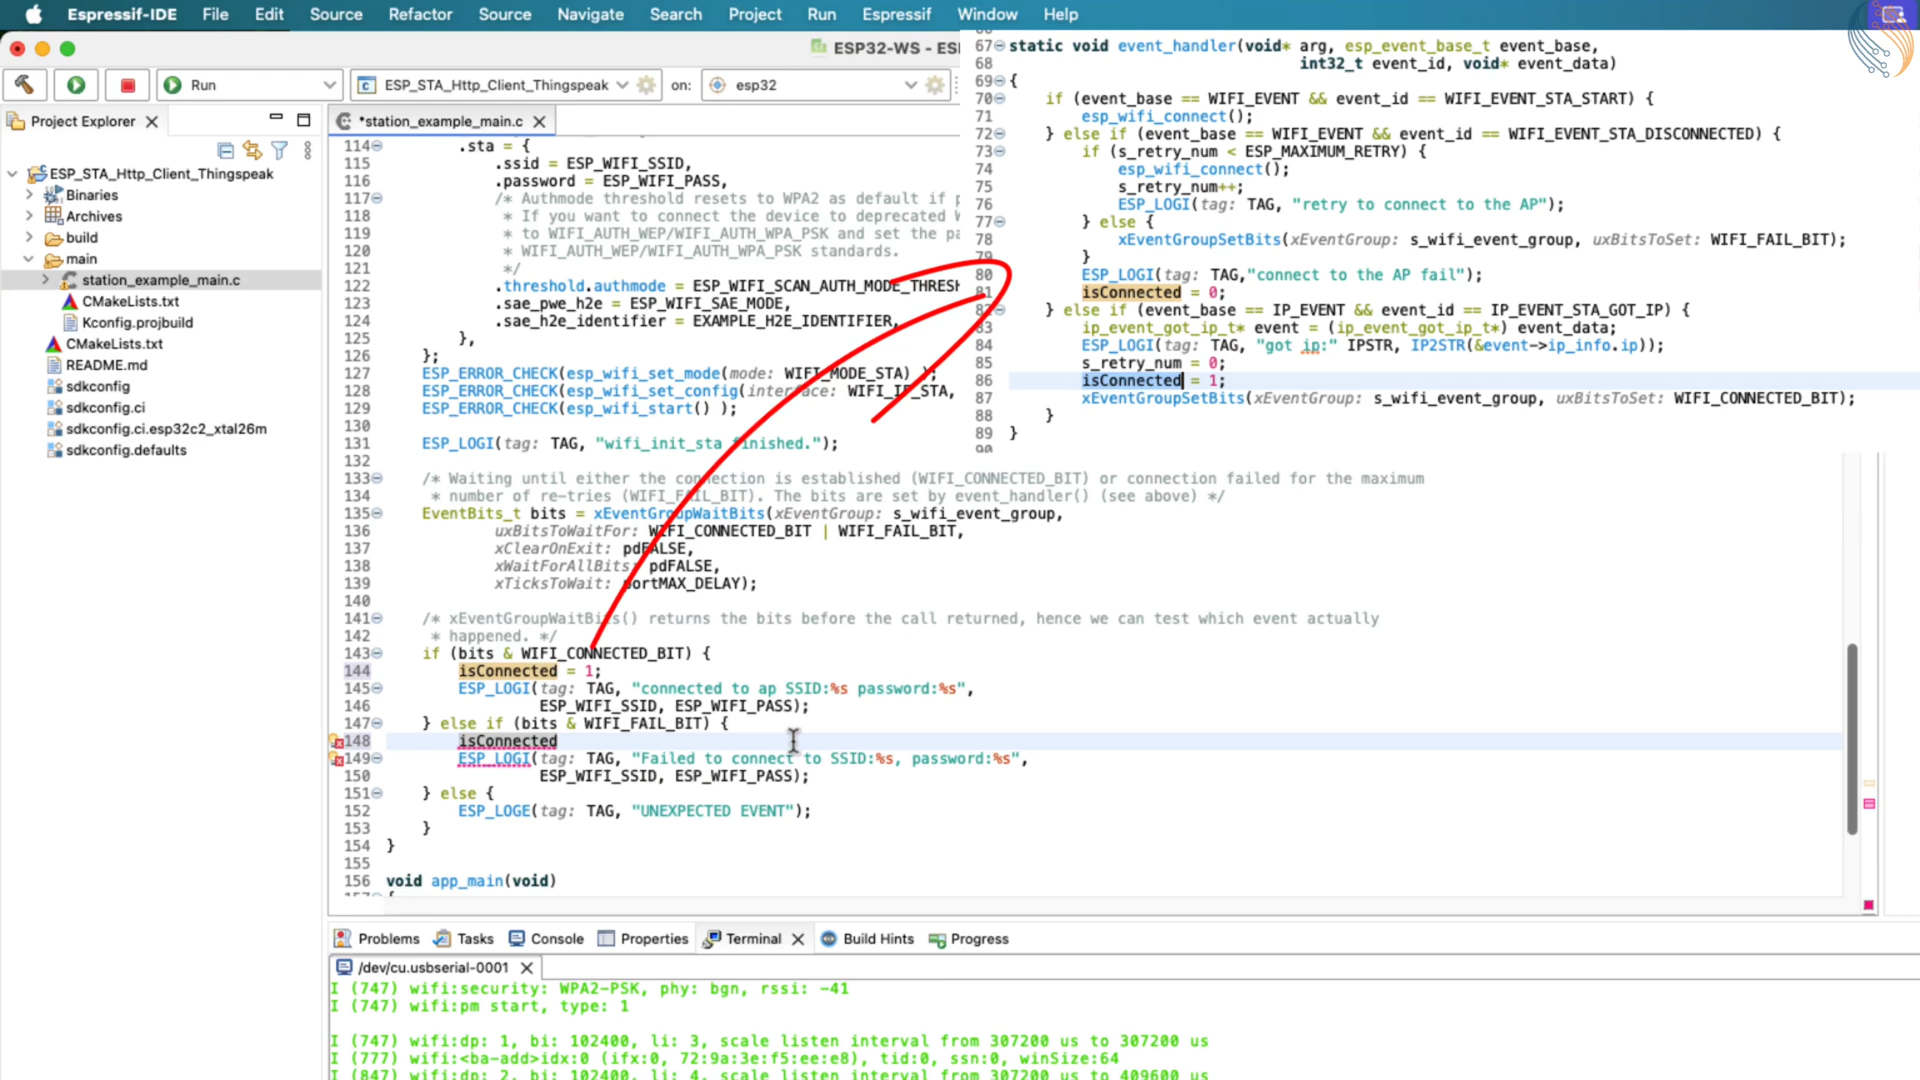 Espressif-IDE File Edit Source Refactor Source Navigate Search Project Run Espressif Window Help
ESP32-WS - ESI
Run ESP_STA_Http_Client_Thingspeak on: esp32
Project Explorer
ESP_STA_Http_Client_Thingspeak
Binaries
Archives
build
main
station_example_main.c
CMakeLists.txt
Kconfig.projbuild
CMakeLists.txt
README.md
sdkconfig
sdkconfig.ci
sdkconfig.ci.esp32c2_xtal26m
sdkconfig.defaults
*station_example_main.c
114 .sta = {
115 .ssid = ESP_WIFI_SSID,
116 .password = ESP_WIFI_PASS,
117 /* Authmode threshold resets to WPA2 as default if p
118 * If you want to connect the device to deprecated W
119 * to WIFI_AUTH_WEP/WIFI_AUTH_WPA_PSK and set the pa
120 * WIFI_AUTH_WEP/WIFI_AUTH_WPA_PSK standards.
121 */
122 .threshold.authmode = ESP_WIFI_SCAN_AUTH_MODE_THRESH
123 .sae_pwe_h2e = ESP_WIFI_SAE_MODE,
124 .sae_h2e_identifier = EXAMPLE_H2E_IDENTIFIER,
125 },
126 };
127 ESP_ERROR_CHECK(esp_wifi_set_mode(mode: WIFI_MODE_STA) );
128 ESP_ERROR_CHECK(esp_wifi_set_config(interface: WIFI_IF_STA,
129 ESP_ERROR_CHECK(esp_wifi_start() );
130
131 ESP_LOGI(tag: TAG, "wifi_init_sta finished.");
132
133 /* Waiting until either the connection is established (WIFI_CONNECTED_BIT) or connection failed for the maximum
134 * number of re-tries (WIFI_FAIL_BIT). The bits are set by event_handler() (see above) */
135 EventBits_t bits = xEventGroupWaitBits(xEventGroup: s_wifi_event_group,
136 uxBitsToWaitFor: WIFI_CONNECTED_BIT | WIFI_FAIL_BIT,
137 xClearOnExit: pdFALSE,
138 xWaitForAllBits: pdFALSE,
139 xTicksToWait: portMAX_DELAY);
140
141 /* xEventGroupWaitBits() returns the bits before the call returned, hence we can test which event actually
142 * happened. */
143 if (bits & WIFI_CONNECTED_BIT) {
144 isConnected = 1;
145 ESP_LOGI(tag: TAG, "connected to ap SSID:%s password:%s",
146 ESP_WIFI_SSID, ESP_WIFI_PASS);
147 } else if (bits & WIFI_FAIL_BIT) {
148 isConnected
149 ESP_LOGI(tag: TAG, "Failed to connect to SSID:%s, password:%s",
150 ESP_WIFI_SSID, ESP_WIFI_PASS);
151 } else {
152 ESP_LOGE(tag: TAG, "UNEXPECTED EVENT");
153 }
154 }
155
156 void app_main(void)
67 static void event_handler(void* arg, esp_event_base_t event_base,
68 int32_t event_id, void* event_data)
69 {
70 if (event_base == WIFI_EVENT && event_id == WIFI_EVENT_STA_START) {
71 esp_wifi_connect();
72 } else if (event_base == WIFI_EVENT && event_id == WIFI_EVENT_STA_DISCONNECTED) {
73 if (s_retry_num < ESP_MAXIMUM_RETRY) {
74 esp_wifi_connect();
75 s_retry_num++;
76 ESP_LOGI(tag: TAG, "retry to connect to the AP");
77 } else {
78 xEventGroupSetBits(xEventGroup: s_wifi_event_group, uxBitsToSet: WIFI_FAIL_BIT);
79 }
80 ESP_LOGI(tag: TAG,"connect to the AP fail");
81 isConnected = 0;
82 } else if (event_base == IP_EVENT && event_id == IP_EVENT_STA_GOT_IP) {
83 ip_event_got_ip_t* event = (ip_event_got_ip_t*) event_data;
84 ESP_LOGI(tag: TAG, "got ip:" IPSTR, IP2STR(&event->ip_info.ip));
85 s_retry_num = 0;
86 isConnected = 1;
87 xEventGroupSetBits(xEventGroup: s_wifi_event_group, uxBitsToSet: WIFI_CONNECTED_BIT);
88 }
89 }
Problems Tasks Console Properties Terminal Build Hints Progress
/dev/cu.usbserial-0001
I (747) wifi:security: WPA2-PSK, phy: bgn, rssi: -41
I (747) wifi:pm start, type: 1
I (747) wifi:dp: 1, bi: 102400, li: 3, scale listen interval from 307200 us to 307200 us
I (777) wifi:<ba-add>idx:0 (ifx:0, 72:9a:3e:f5:ee:e8), tid:0, ssn:0, winSize:64
I (847) wifi:dp: 2, bi: 102400, li: 4, scale listen interval from 307200 us to 409600 us